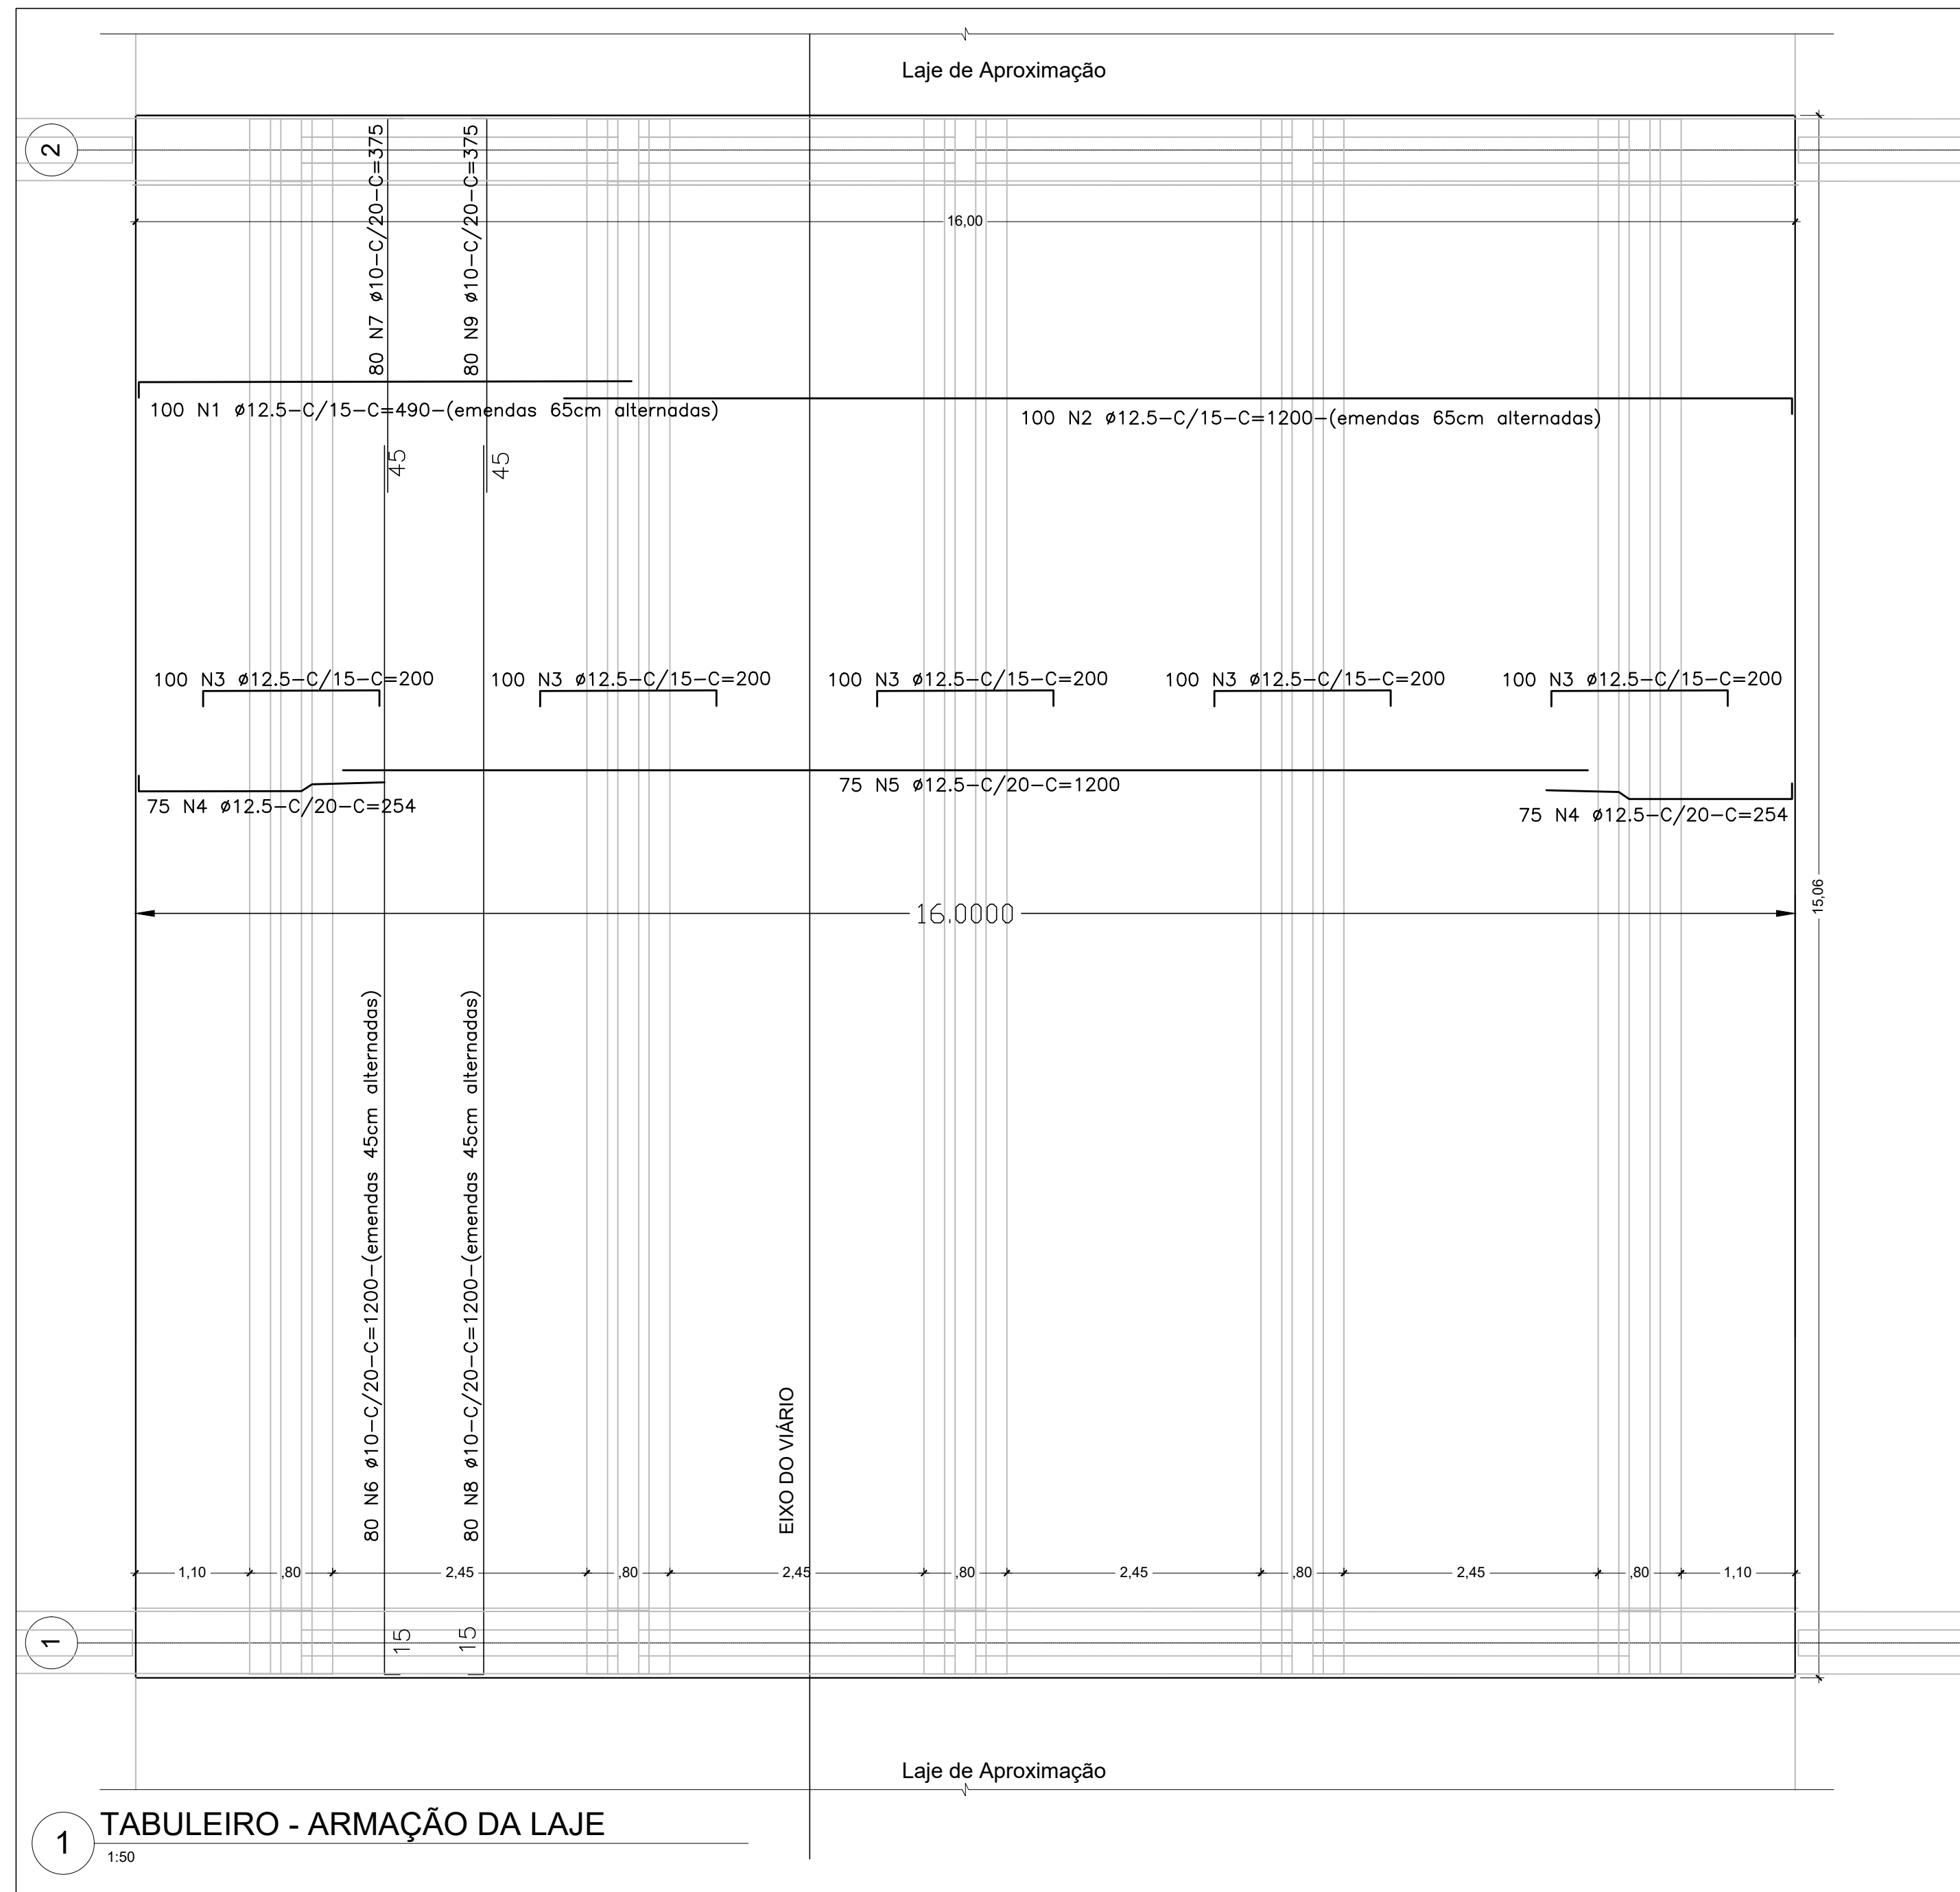 Laje de Aproximação
2
80 N7 ø10-C/20-C=375
80 N9 ø10-C/20-C=375
16,00
100 N1 ø12.5-C/15-C=490-(emendas 65cm alternadas)
100 N2 ø12.5-C/15-C=1200-(emendas 65cm alternadas)
45
45
100 N3 ø12.5-C/15-C=200
100 N3 ø12.5-C/15-C=200
100 N3 ø12.5-C/15-C=200
100 N3 ø12.5-C/15-C=200
100 N3 ø12.5-C/15-C=200
75 N4 ø12.5-C/20-C=254
75 N5 ø12.5-C/20-C=1200
75 N4 ø12.5-C/20-C=254
15,06
16.0000
80 N6 ø10-C/20-C=1200-(emendas 45cm alternadas)
80 N8 ø10-C/20-C=1200-(emendas 45cm alternadas)
EIXO DO VIÁRIO
1,10
,80
2,45
,80
2,45
,80
2,45
,80
2,45
,80
1,10
1
15
15
Laje de Aproximação
1
TABULEIRO - ARMAÇÃO DA LAJE
1:50